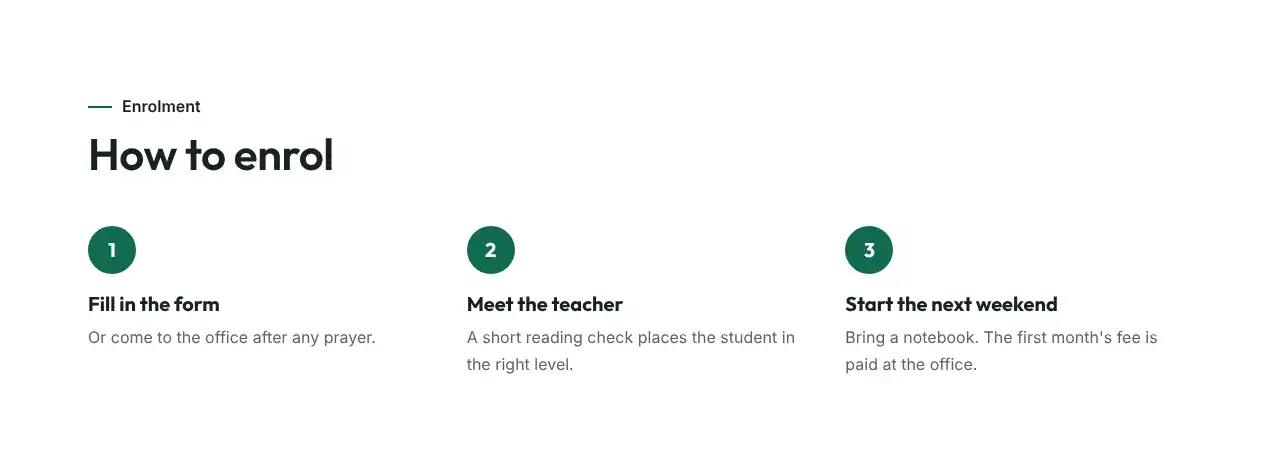 Enrolment
How to enrol
1
Fill in the form
Or come to the office after any prayer.
2
Meet the teacher
A short reading check places the student in
the right level.
3
Start the next weekend
Bring a notebook. The first month's fee is
paid at the office.